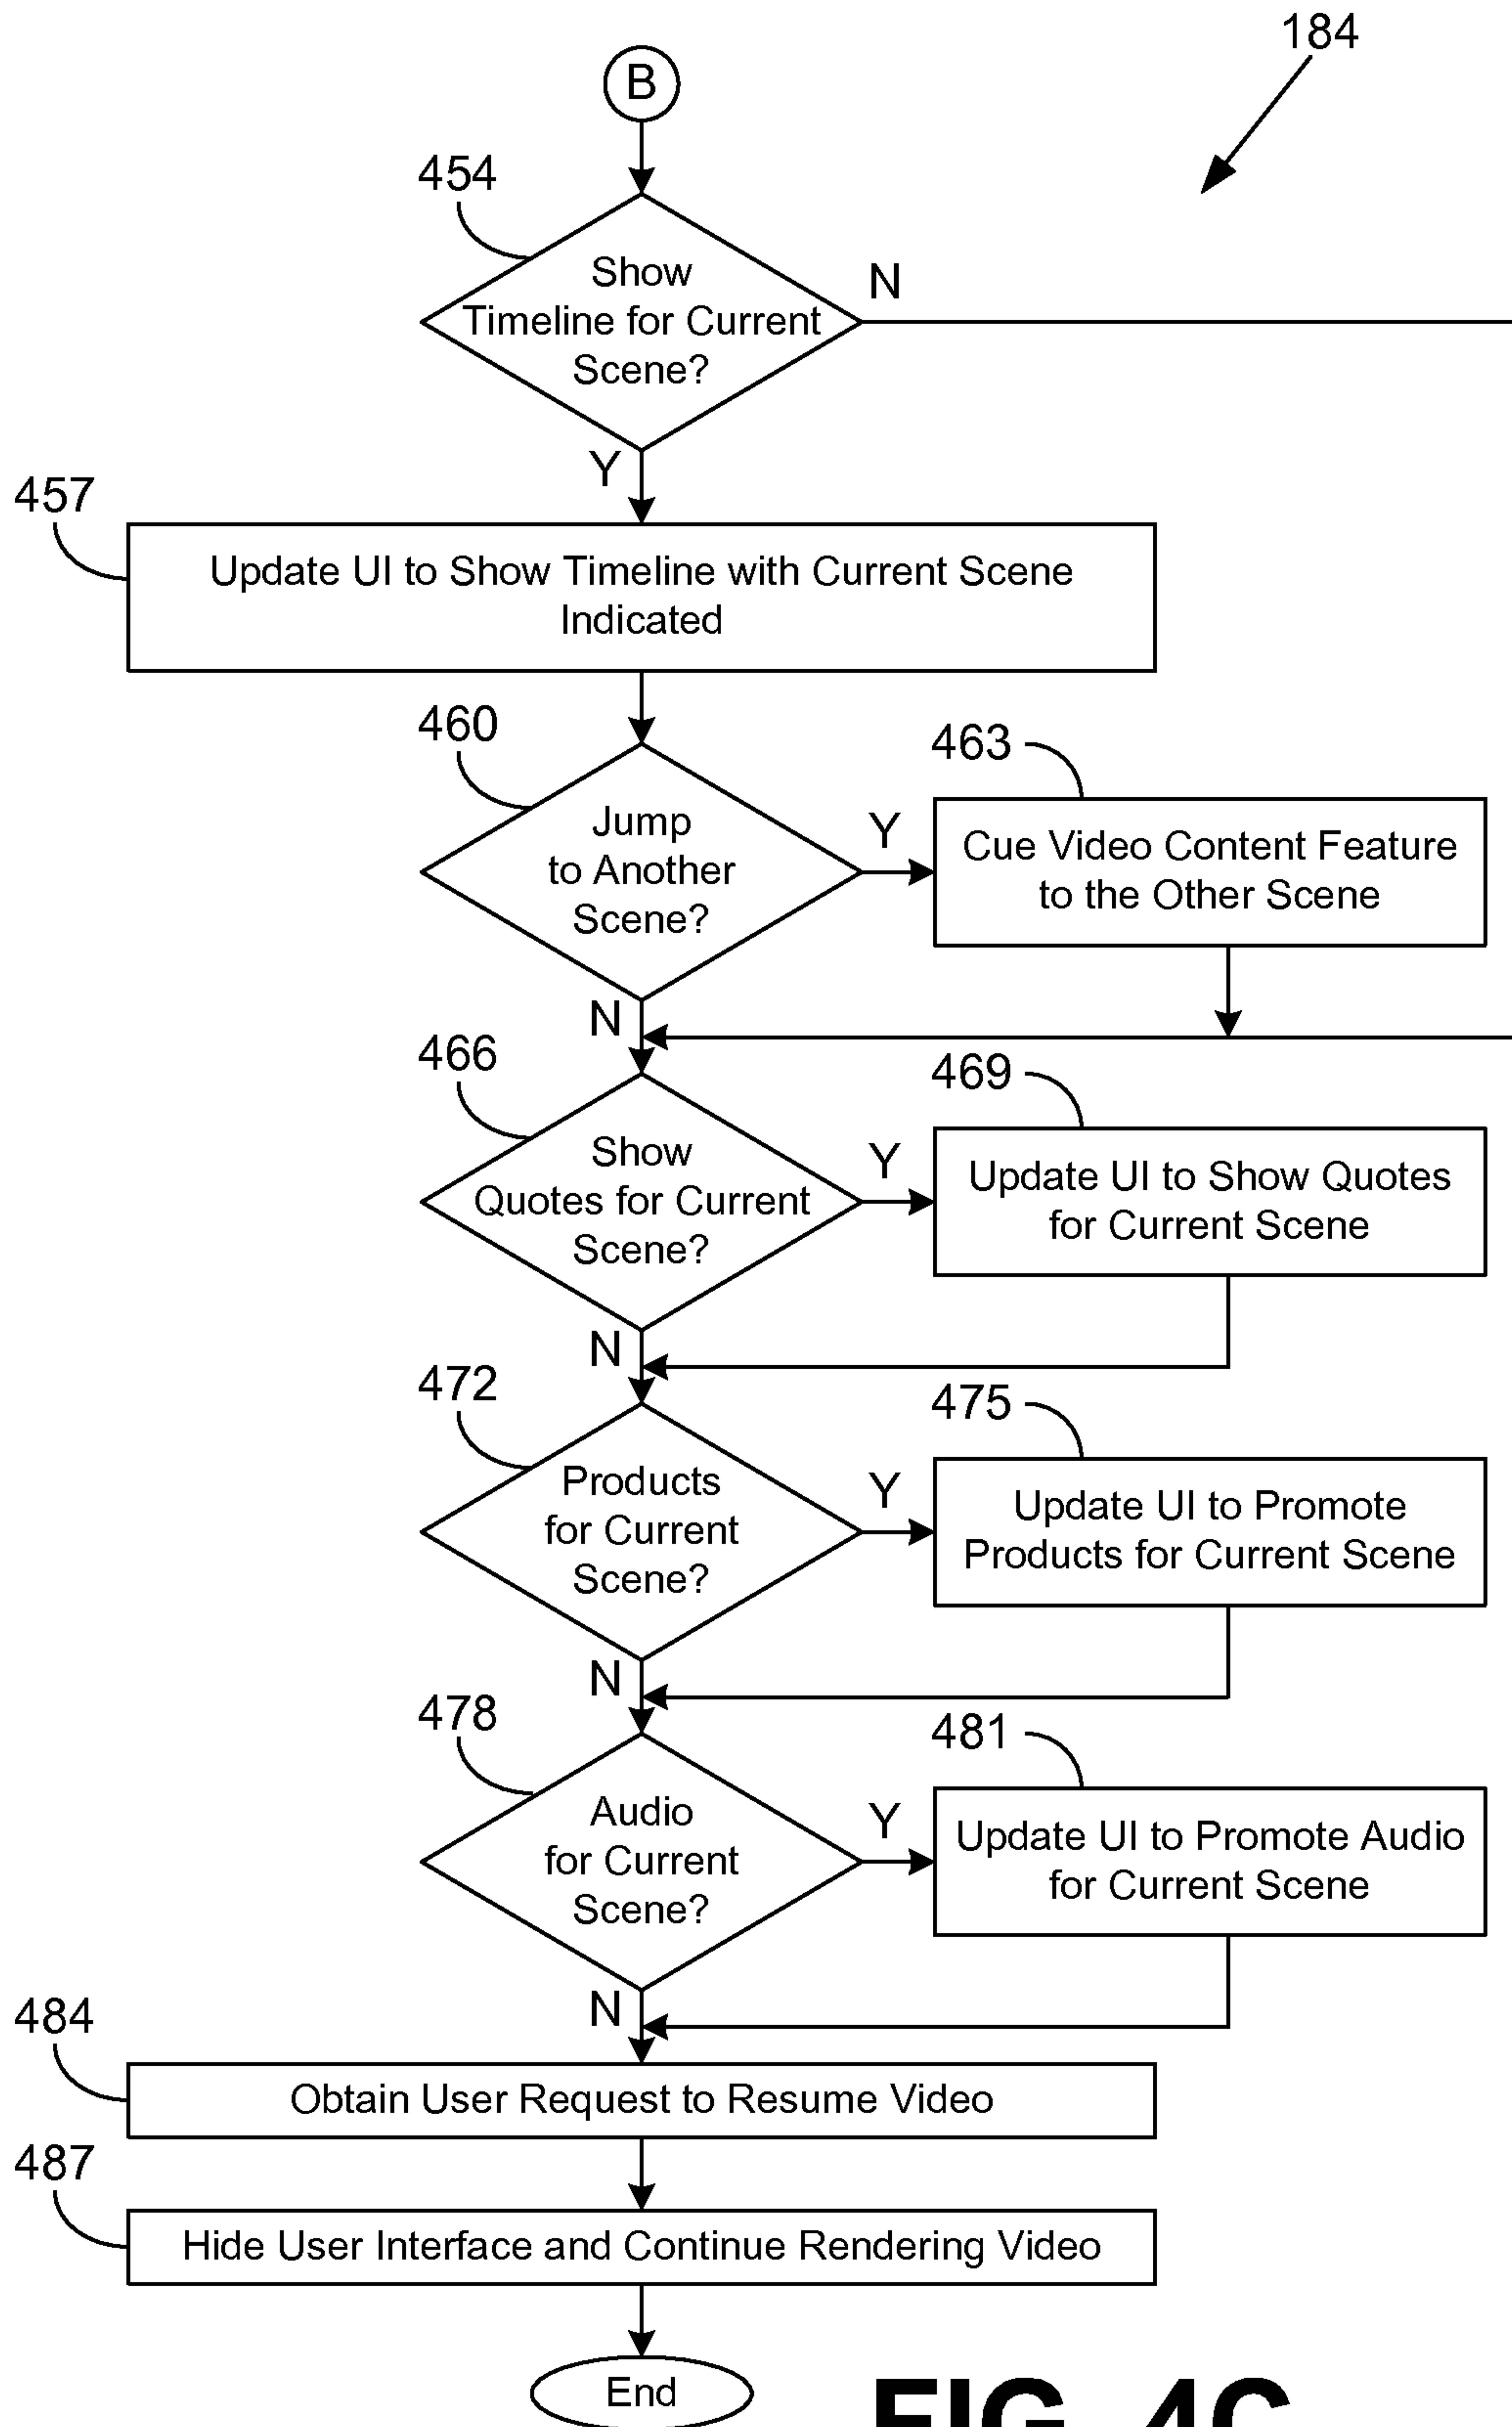 184
B
454
Show
Timeline for Current
Scene?
N
Y
457
Update UI to Show Timeline with Current Scene
Indicated
460
Jump
to Another
Scene?
Y
463
Cue Video Content Feature
to the Other Scene
N
466
Show
Quotes for Current
Scene?
Y
469
Update UI to Show Quotes
for Current Scene
N
472
Products
for Current
Scene?
Y
475
Update UI to Promote
Products for Current Scene
N
478
Audio
for Current
Scene?
Y
481
Update UI to Promote Audio
for Current Scene
N
484
Obtain User Request to Resume Video
487
Hide User Interface and Continue Rendering Video
End
FIG. 4C